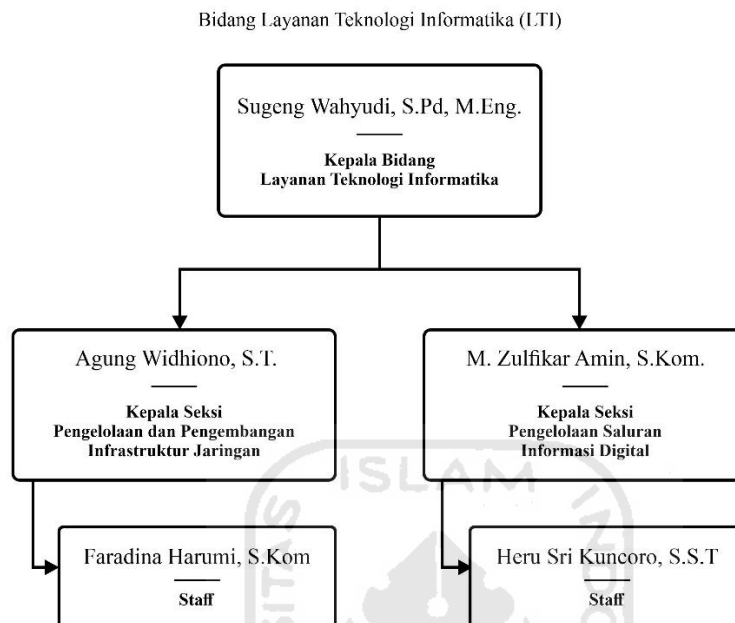 Bidang Layanan Teknologi Informatika (LTI)
Sugeng Wahyudi, S.Pd, M.Eng.
Kepala Bidang
Layanan Teknologi Informatika
Agung Widhiono, S.T.
Kepala Seksi
Pengelolaan dan Pengembangan
Infrastruktur Jaringan
M. Zulfikar Amin, S.Kom.
Kepala Seksi
Pengelolaan Saluran
Informasi Digital
ISLAM
Faradina Harumi, S.Kom
Staff
Heru Sri Kuncoro, S.S.T
Staff